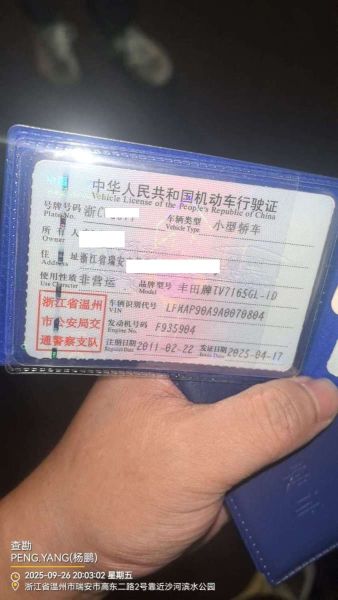 中华人民共和国机动车行驶证
Vehicle License of the People's Republic of China
号牌号码 浙C 车辆类型 小型轿车
Plate No. Vehicle Type
所有人
Owner
住址 浙江省瑞安
Address
使用性质 非营运 品牌型号 丰田牌TV7165GL-iD
Use Character Model
浙江省温州市公安局交通警察支队
车辆识别代号 LFMAP90A9A0070804
VIN
发动机号码 F935904
Engine No.
注册日期 2011-02-22 发证日期 2025-04-17
Register Date Issue Date
查勘
PENG.YANG(杨鹏)
2025-09-26 20:03:02 星期五
浙江省温州市瑞安市高东二路2号靠近沙河滨水公园